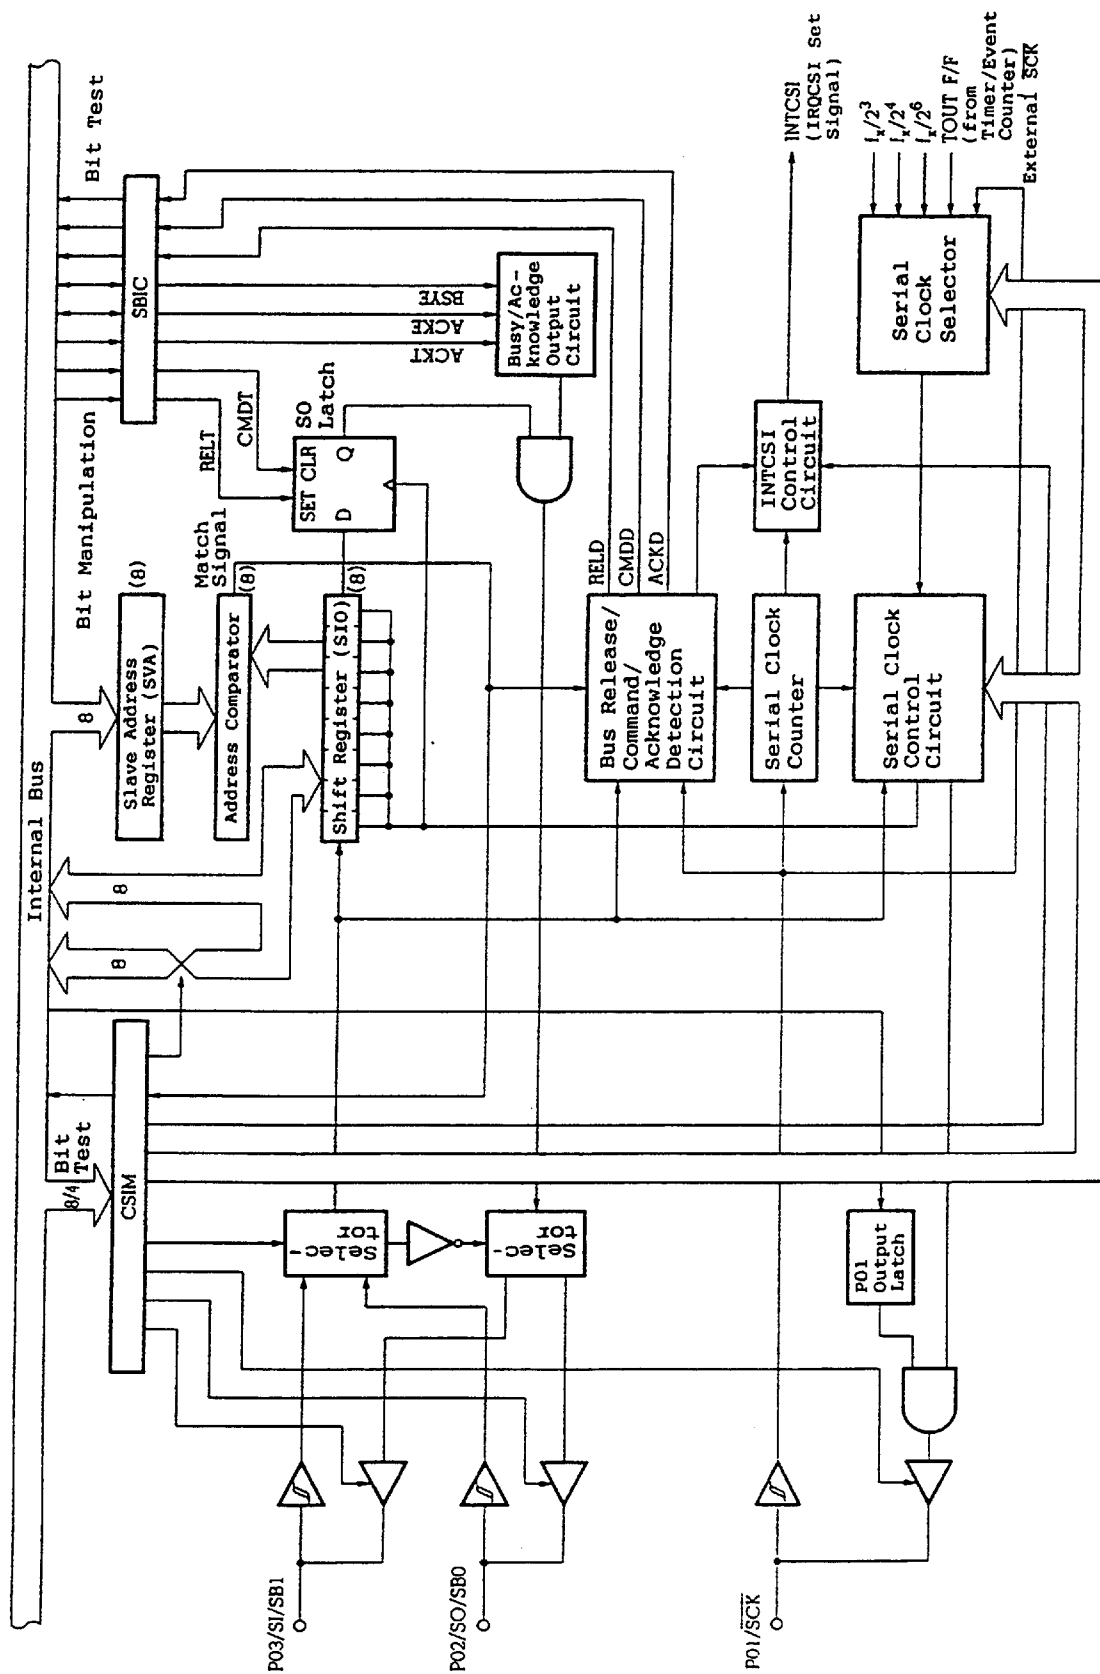 Internal Bus
8/4
Bit
Test
8
8
8
Bit Manipulation
Bit Test
CSIM
Slave Address
Register (SVA)
(8)
SBIC
Address Comparator
Match
Signal
(8)
RELT
CMDT
ACKT
ACKE
BSYE
SET CLR
D Q
SO
Latch
Shift Register (SIO)
(8)
Busy/Ac-
knowledge
Output
Circuit
P03/SI/SB1
Selec-
tor
P02/SO/SB0
Selec-
tor
Bus Release/
Command/
Acknowledge
Detection
Circuit
RELD
CMDD
ACKD
P01/SCK
Serial Clock
Counter
INTCSI
Control
Circuit
INTCSI
(IRQCSI Set
Signal)
P01
Output
Latch
Serial Clock
Control
Circuit
Serial
Clock
Selector
fx/2³
fx/2⁴
fx/2⁶
TOUT F/F
(from
Timer/Event
Counter)
External SCK